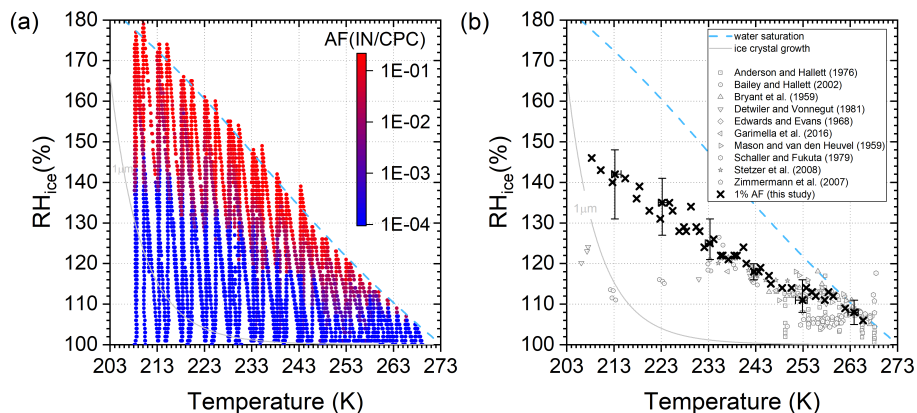 (a)
AF(IN/CPC)
1E-01
1E-02
1E-03
1E-04
1µm
RHice(%)
180
170
160
150
140
130
120
110
100
203 213 223 233 243 253 263 273
Temperature (K)
(b)
water saturation
ice crystal growth
Anderson and Hallett (1976)
Bailey and Hallett (2002)
Bryant et al. (1959)
Detwiler and Vonnegut (1981)
Edwards and Evans (1968)
Garimella et al. (2016)
Mason and van den Heuvel (1959)
Schaller and Fukuta (1979)
Stetzer et al. (2008)
Zimmermann et al. (2007)
1% AF (this study)
1µm
RHice(%)
180
170
160
150
140
130
120
110
100
203 213 223 233 243 253 263 273
Temperature (K)